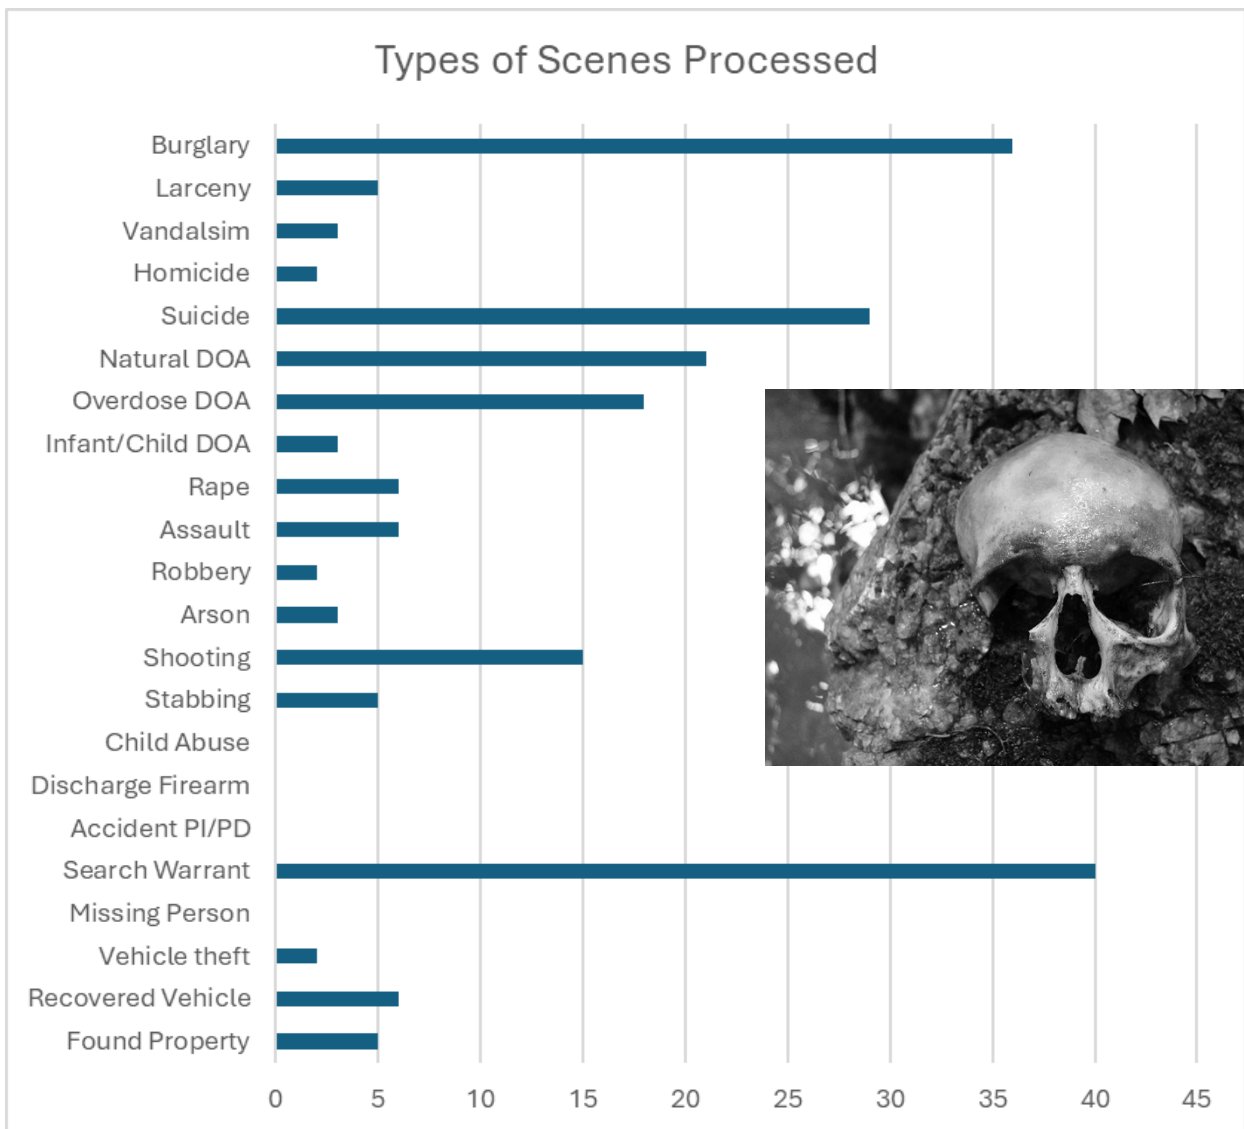 Types of Scenes Processed
Burglary
Larceny
Vandalsim
Homicide
Suicide
Natural DOA
Overdose DOA
Infant/Child DOA
Rape
Assault
Robbery
Arson
Shooting
Stabbing
Child Abuse
Discharge Firearm
Accident PI/PD
Search Warrant
Missing Person
Vehicle theft
Recovered Vehicle
Found Property
0 5 10 15 20 25 30 35 40 45